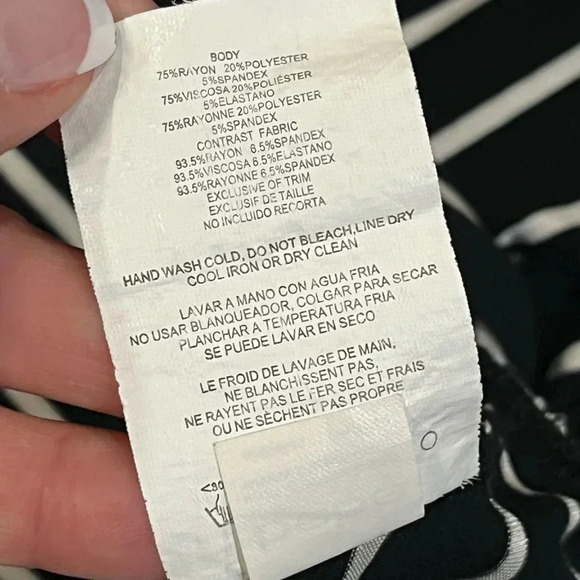 BODY
75%RAYON 20%POLYESTER
5%SPANDEX
75%VISCOSA 20%POLIÉSTER
5%ELASTANO
75%RAYONNE 20%POLYESTER
5%SPANDEX
CONTRAST FABRIC
93.5%RAYON 6.5%SPANDEX
93.5%VISCOSA 6.5%ELASTANO
93.5%RAYONNE 6.5%SPANDEX
EXCLUSIVE OF TRIM
EXCLUSIF DE TAILLE
NO INCLUIDO RECORTA
HAND WASH COLD, DO NOT BLEACH,LINE DRY
COOL IRON OR DRY CLEAN
LAVAR A MANO CON AGUA FRIA
NO USAR BLANQUEADOR, COLGAR PARA SECAR
PLANCHAR A TEMPERATURA FRIA
SE PUEDE LAVAR EN SECO
LE FROID DE LAVAGE DE MAIN,
NE BLANCHISSENT PAS,
NE RAYENT PAS LE FER SEC ET FRAIS
OU NE SÈCHENT PAS PROPRE